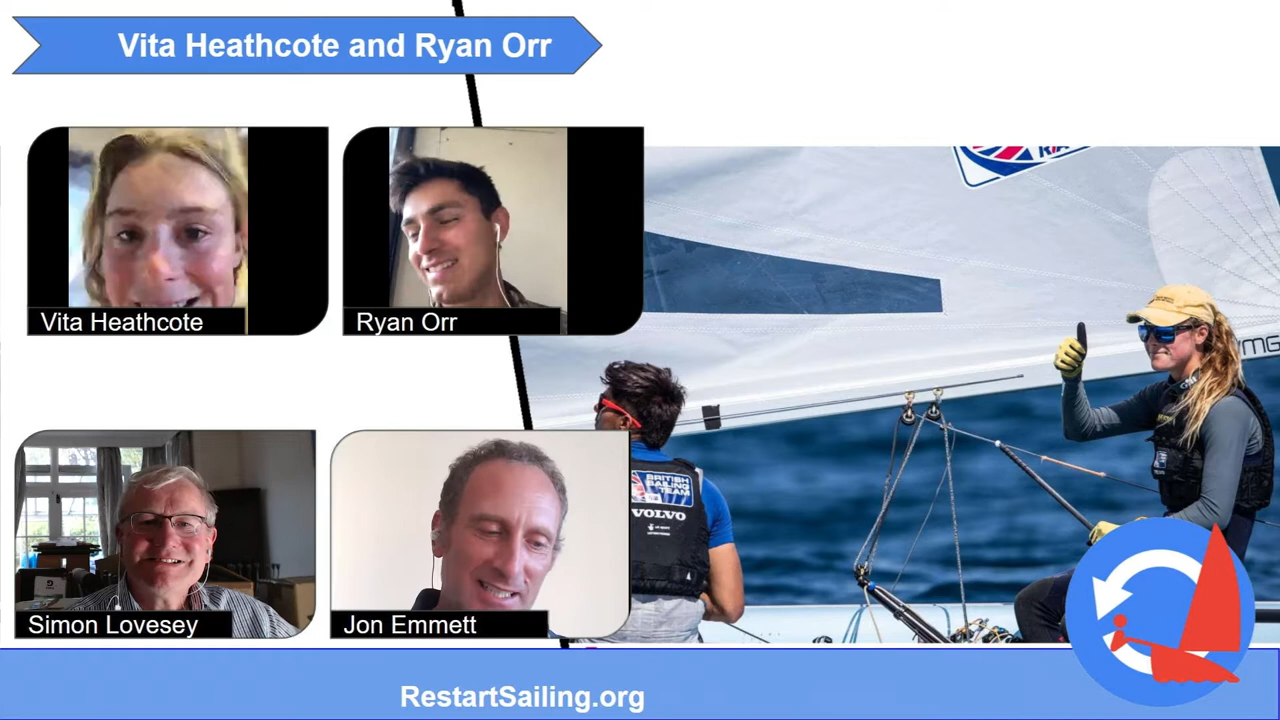 Vita Heathcote and Ryan Orr
Vita Heathcote
Ryan Orr
BRITISH
SAILING
TEAM
VOLVO
Simon Lovesey
Jon Emmett
RestartSailing.org